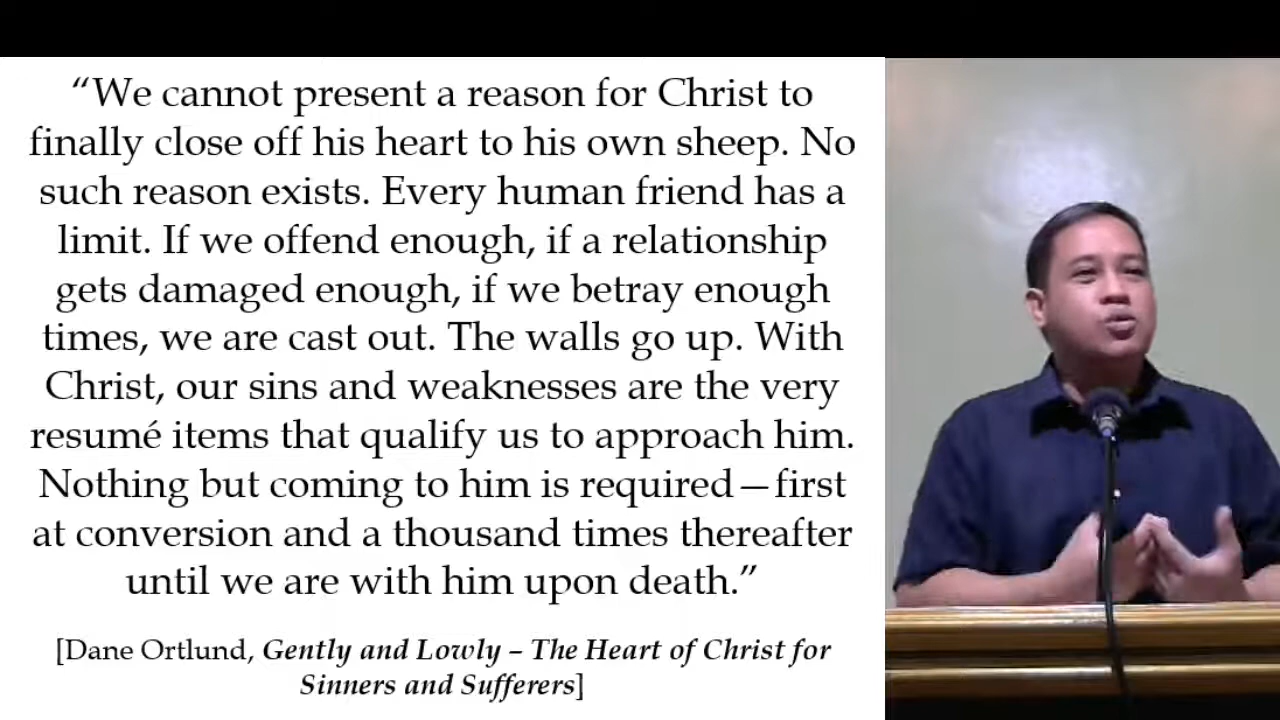 “We cannot present a reason for Christ to
finally close off his heart to his own sheep. No
such reason exists. Every human friend has a
limit. If we offend enough, if a relationship
gets damaged enough, if we betray enough
times, we are cast out. The walls go up. With
Christ, our sins and weaknesses are the very
resumé items that qualify us to approach him.
Nothing but coming to him is required—first
at conversion and a thousand times thereafter
until we are with him upon death.”
[Dane Ortlund, Gently and Lowly – The Heart of Christ for
Sinners and Sufferers]